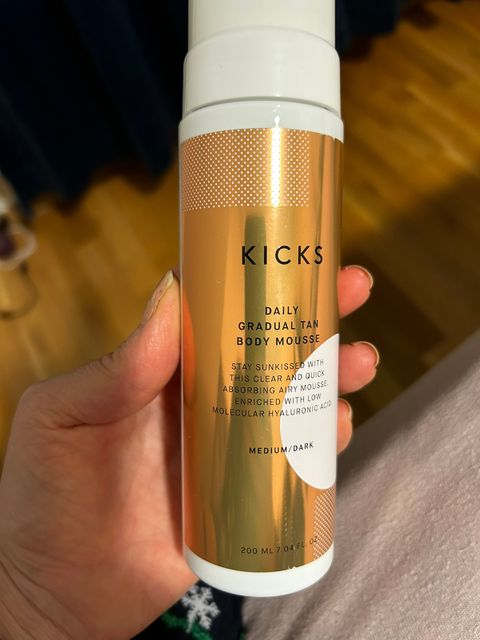 KICKS
DAILY
GRADUAL TAN
BODY MOUSSE
STAY SUNKISSED WITH
THIS CLEAR AND QUICK
ABSORBING AIRY MOUSSE.
ENRICHED WITH LOW
MOLECULAR HYALURONIC ACID.
MEDIUM/DARK
200 ML 7.04 FL. OZ.